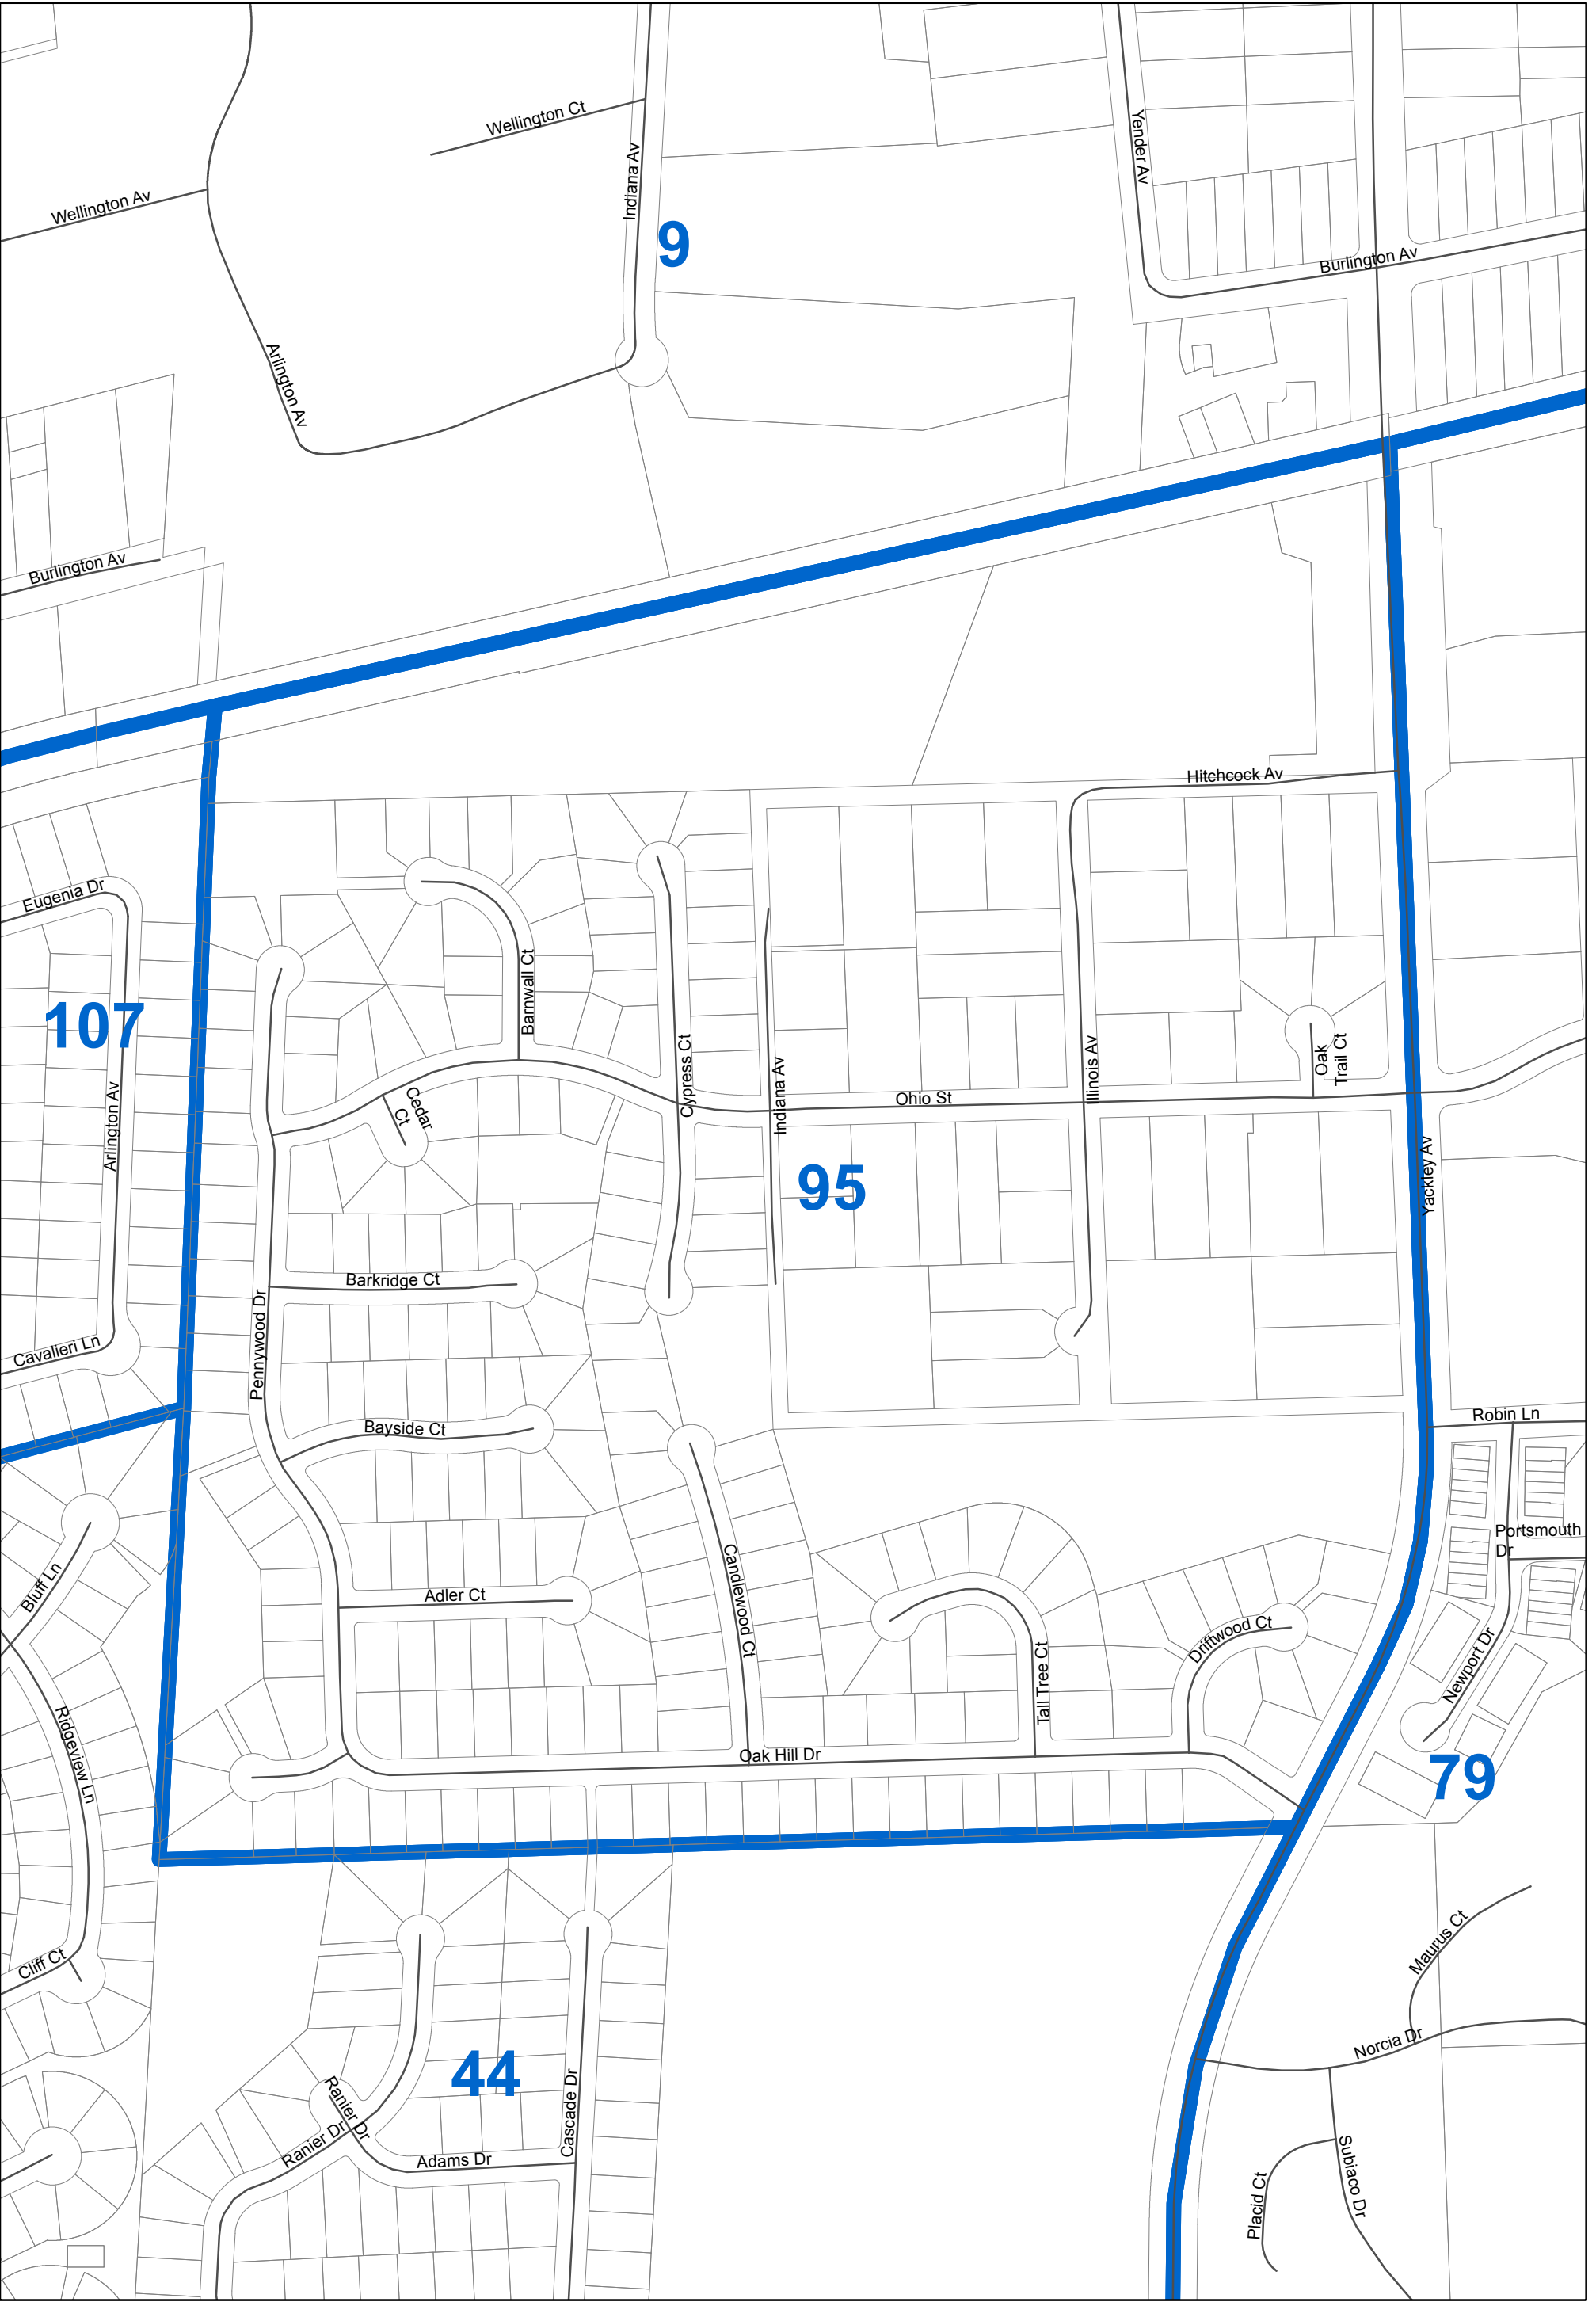 Wellington Ct
Yender Av
Indiana Av
Wellington Av
9
Burlington Av
Arlington Av
Burlington Av
Hitchcock Av
Eugenia Dr
Barnwall Ct
107
Cypress Ct
Oak
Trail Ct
Indiana Av
Illinois Av
Cedar
Ct
Ohio St
Arlington Av
95
Yackley Av
Barkridge Ct
Pennywood Dr
Cavalieri Ln
Bayside Ct
Robin Ln
Portsmouth
Dr
Bluff Ln
Adler Ct
Candlewood Ct
Driftwood Ct
Tall Tree Ct
Newport Dr
Ridgeview Ln
Oak Hill Dr
79
Maurus Ct
Cliff Ct
Norcia Dr
44
Ranier Dr
Cascade Dr
Ranier Dr
Adams Dr
Placid Ct
Subiaco Dr